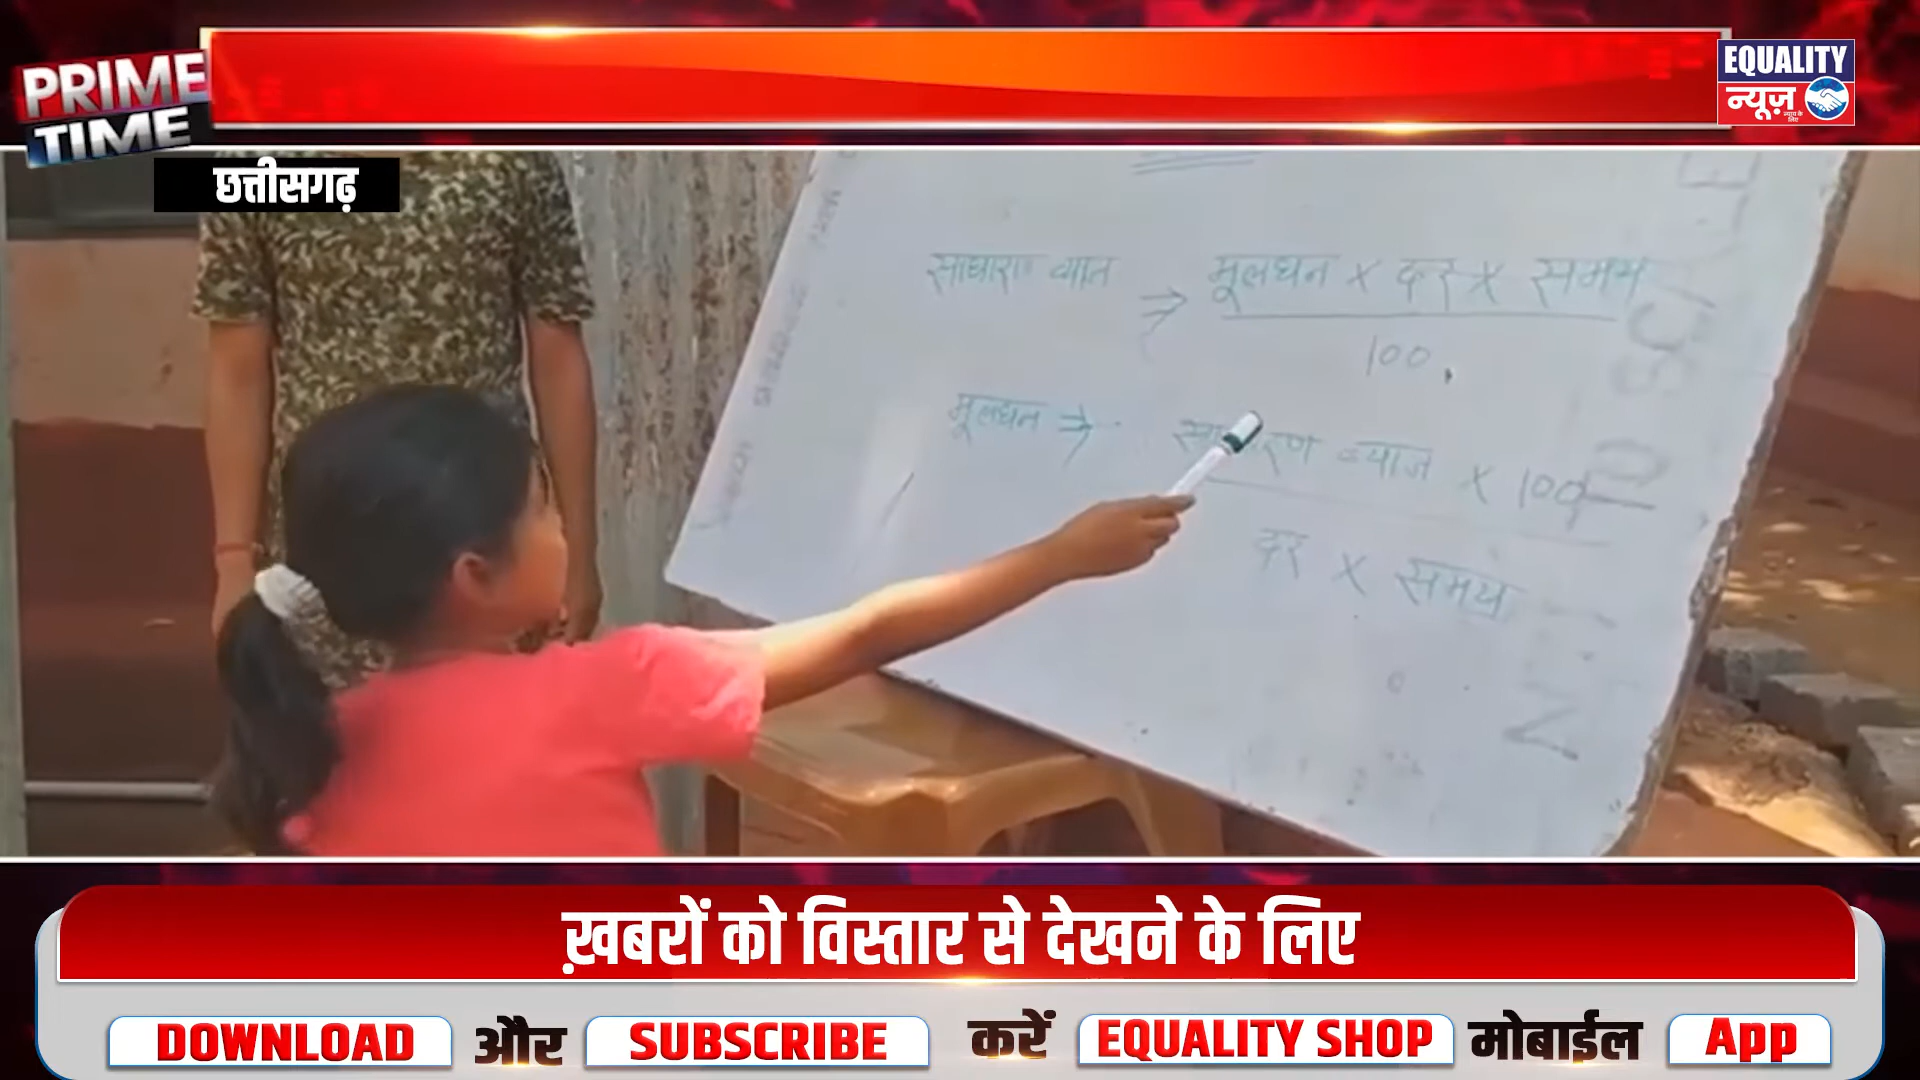 PRIME
TIME
EQUALITY
न्यूज़
छत्तीसगढ़
साधारण ब्याज ⇒ मूलधन × दर × समय
100
मूलधन ⇒ साधारण ब्याज × 100
दर × समय
ख़बरों को विस्तार से देखने के लिए
DOWNLOAD और SUBSCRIBE करें EQUALITY SHOP मोबाईल App